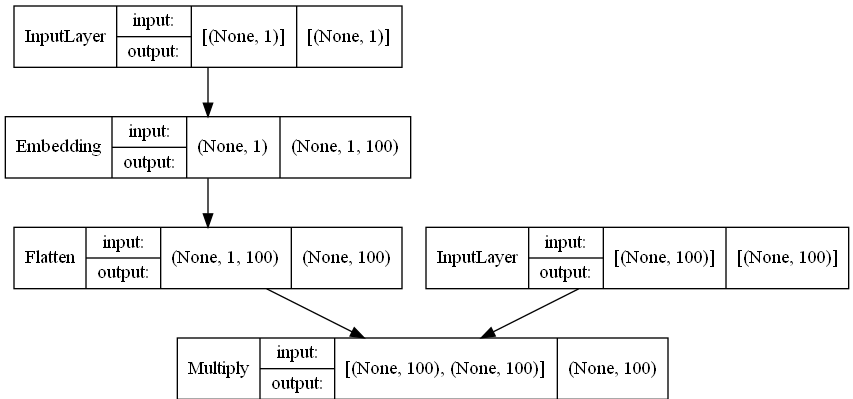 InputLayer input: output: [(None, 1)] [(None, 1)]
Embedding input: output: (None, 1) (None, 1, 100)
Flatten input: output: (None, 1, 100) (None, 100)
InputLayer input: output: [(None, 100)] [(None, 100)]
Multiply input: output: [(None, 100), (None, 100)] (None, 100)